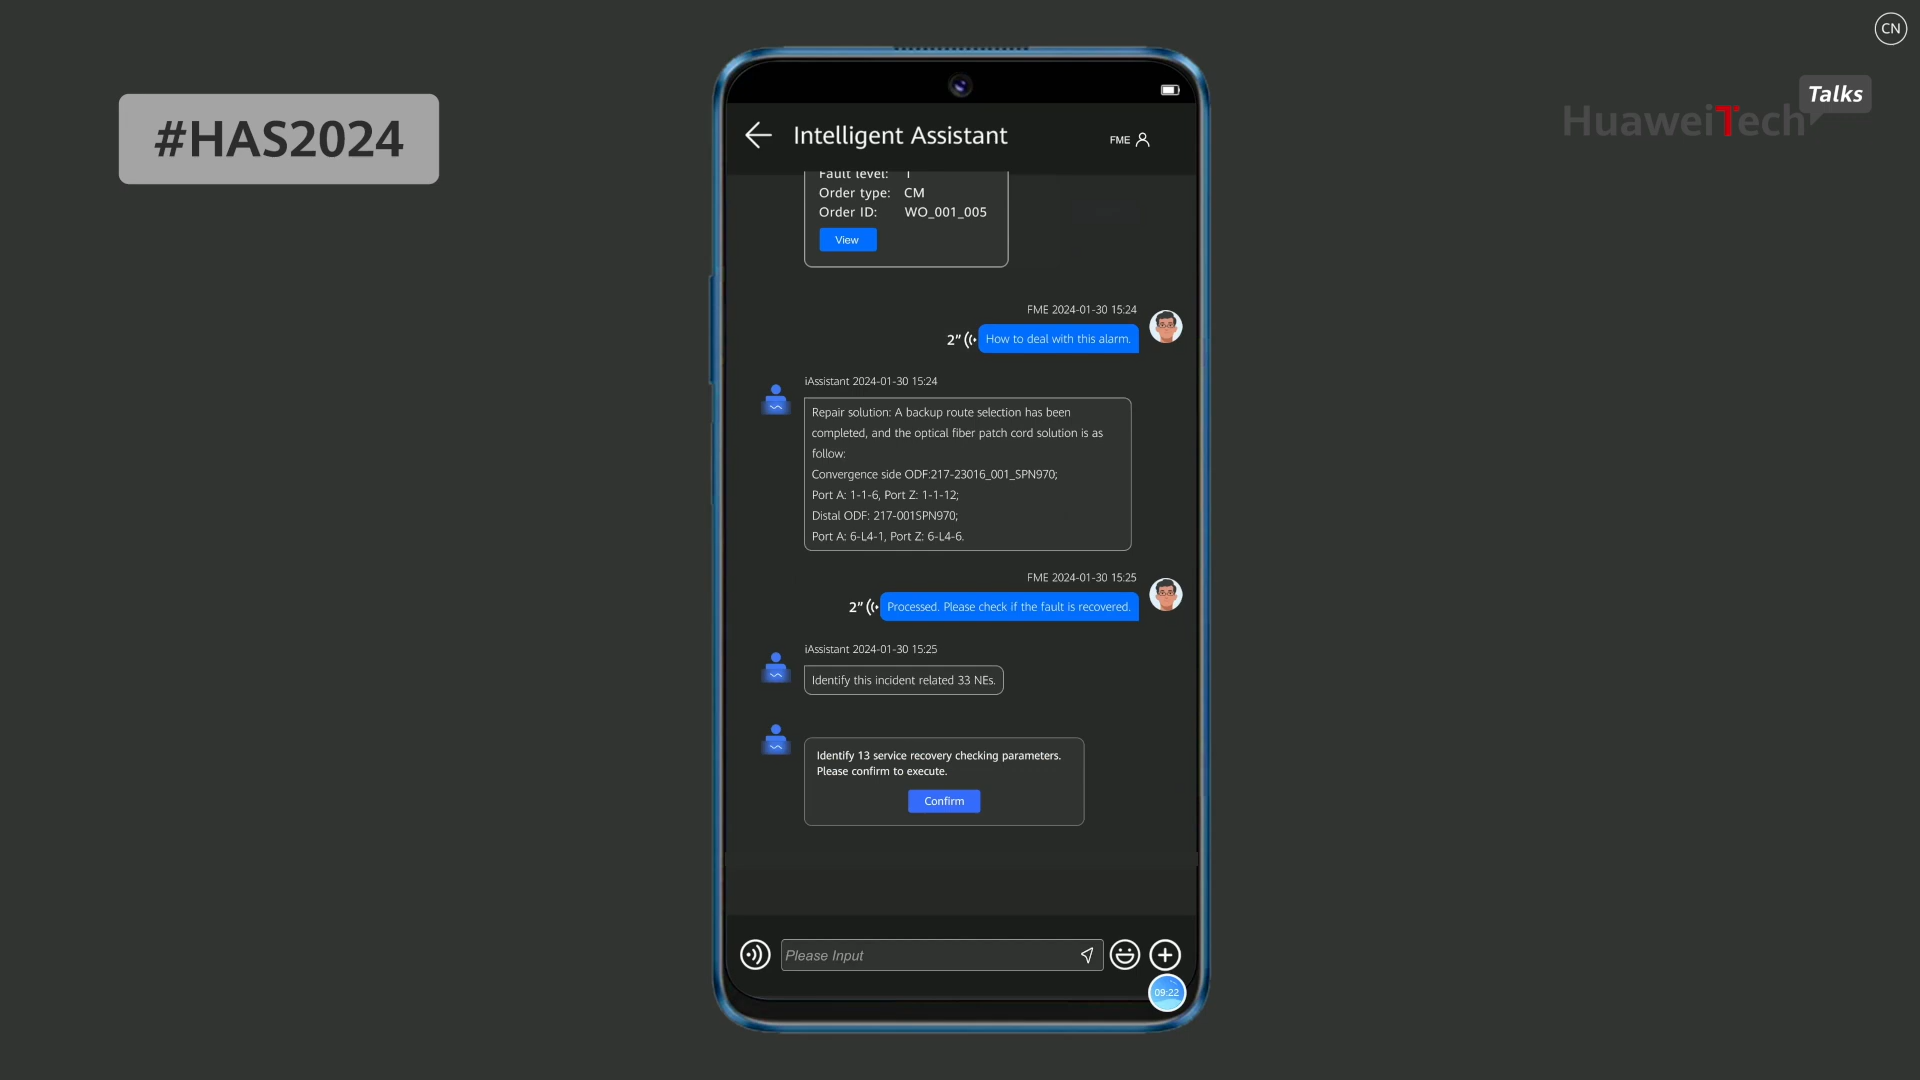 CN
#HAS2024
HuaweiTech Talks
Intelligent Assistant
FME
Fault level: 1
Order type: CM
Order ID: WO_001_005
View
FME 2024-01-30 15:24
2″
How to deal with this alarm.
iAssistant 2024-01-30 15:24
Repair solution: A backup route selection has been
completed, and the optical fiber patch cord solution is as
follow:
Convergence side ODF:217-23016_001_SPN970;
Port A: 1-1-6, Port Z: 1-1-12;
Distal ODF: 217-001SPN970;
Port A: 6-L4-1, Port Z: 6-L4-6.
FME 2024-01-30 15:25
2″
Processed. Please check if the fault is recovered.
iAssistant 2024-01-30 15:25
Identify this incident related 33 NEs.
Identify 13 service recovery checking parameters.
Please confirm to execute.
Confirm
Please Input
09:22